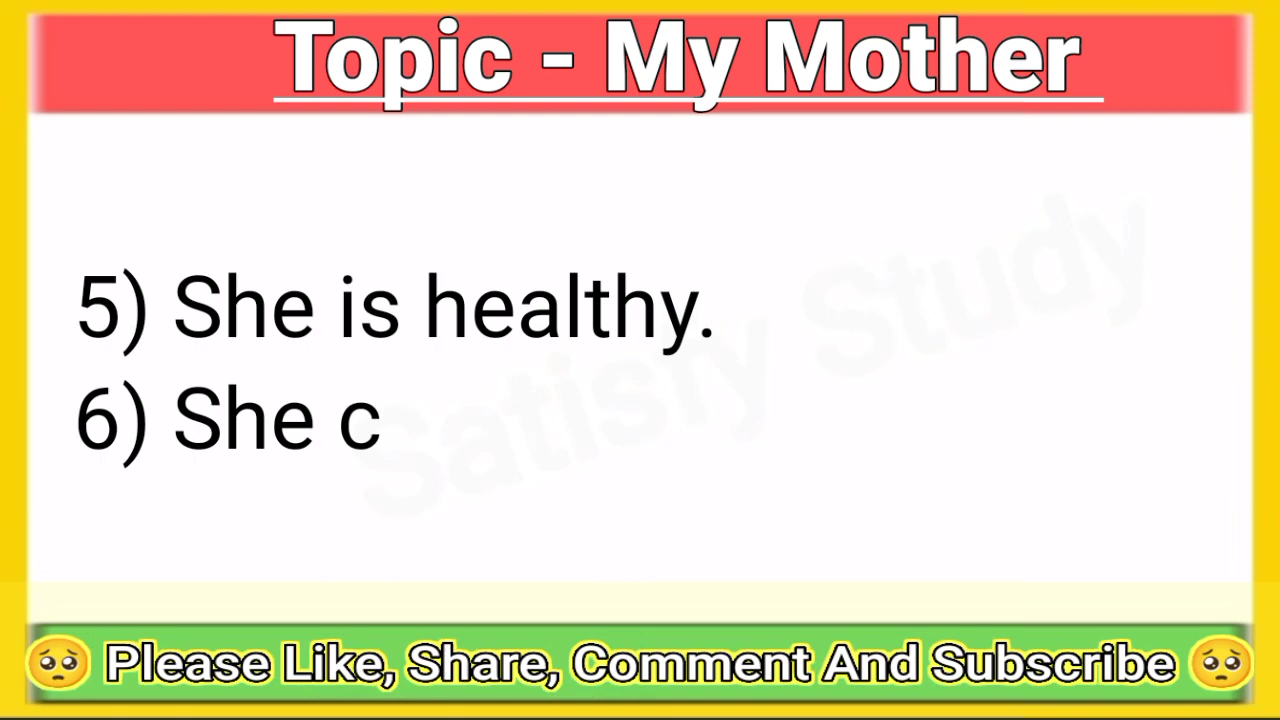 Topic - My Mother
5) She is healthy.
6) She c
Satisfy Study
🥺 Please Like, Share, Comment And Subscribe 🥺